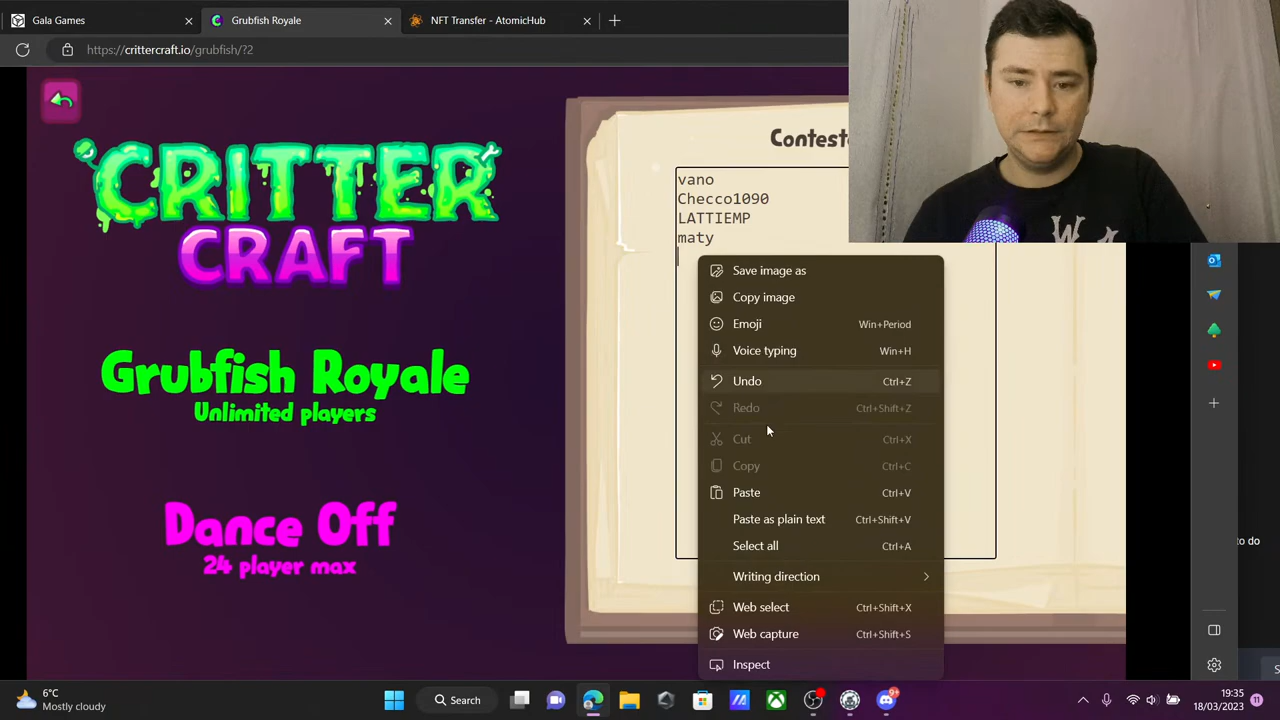 Gala Games
Grubfish Royale
NFT Transfer - AtomicHub
https://crittercraft.io/grubfish/?2
CRITTER
CRAFT
Grubfish Royale
Unlimited players
Dance Off
24 player max
vano
Checco1090
LATTIEMP
maty
Save image as
Copy image
Emoji Win+Period
Voice typing Win+H
Undo Ctrl+Z
Redo Ctrl+Shift+Z
Cut Ctrl+X
Copy Ctrl+C
Paste Ctrl+V
Paste as plain text Ctrl+Shift+V
Select all Ctrl+A
Writing direction
Web select Ctrl+Shift+X
Web capture Ctrl+Shift+S
Inspect
to do
6°C
Mostly cloudy
Search
19:35
18/03/2023